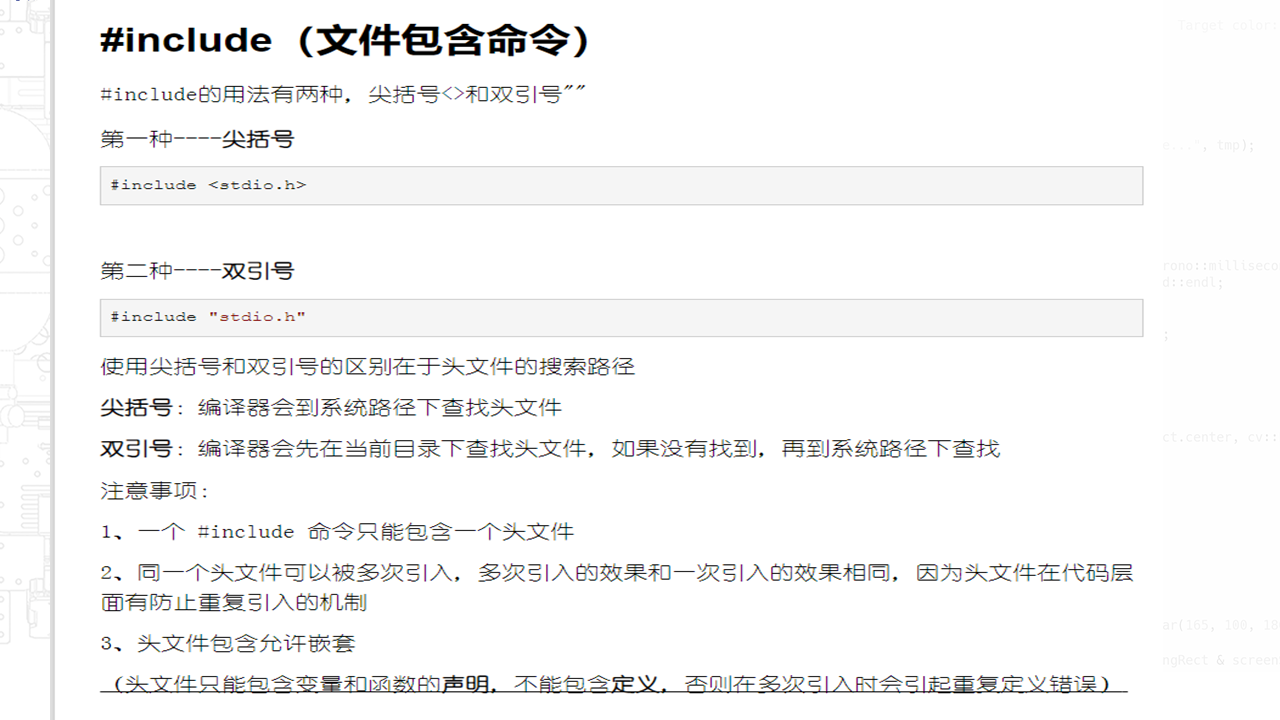 #include（文件包含命令）
#include的用法有两种，尖括号<>和双引号""
第一种----尖括号
#include <stdio.h>
第二种----双引号
#include "stdio.h"
使用尖括号和双引号的区别在于头文件的搜索路径
尖括号：编译器会到系统路径下查找头文件
双引号：编译器会先在当前目录下查找头文件，如果没有找到，再到系统路径下查找
注意事项：
1、一个 #include 命令只能包含一个头文件
2、同一个头文件可以被多次引入，多次引入的效果和一次引入的效果相同，因为头文件在代码层
面有防止重复引入的机制
3、头文件包含允许嵌套
（头文件只能包含变量和函数的声明，不能包含定义，否则在多次引入时会引起重复定义错误）
Target color
", tmp);
d::endl;
ct.center, cv::